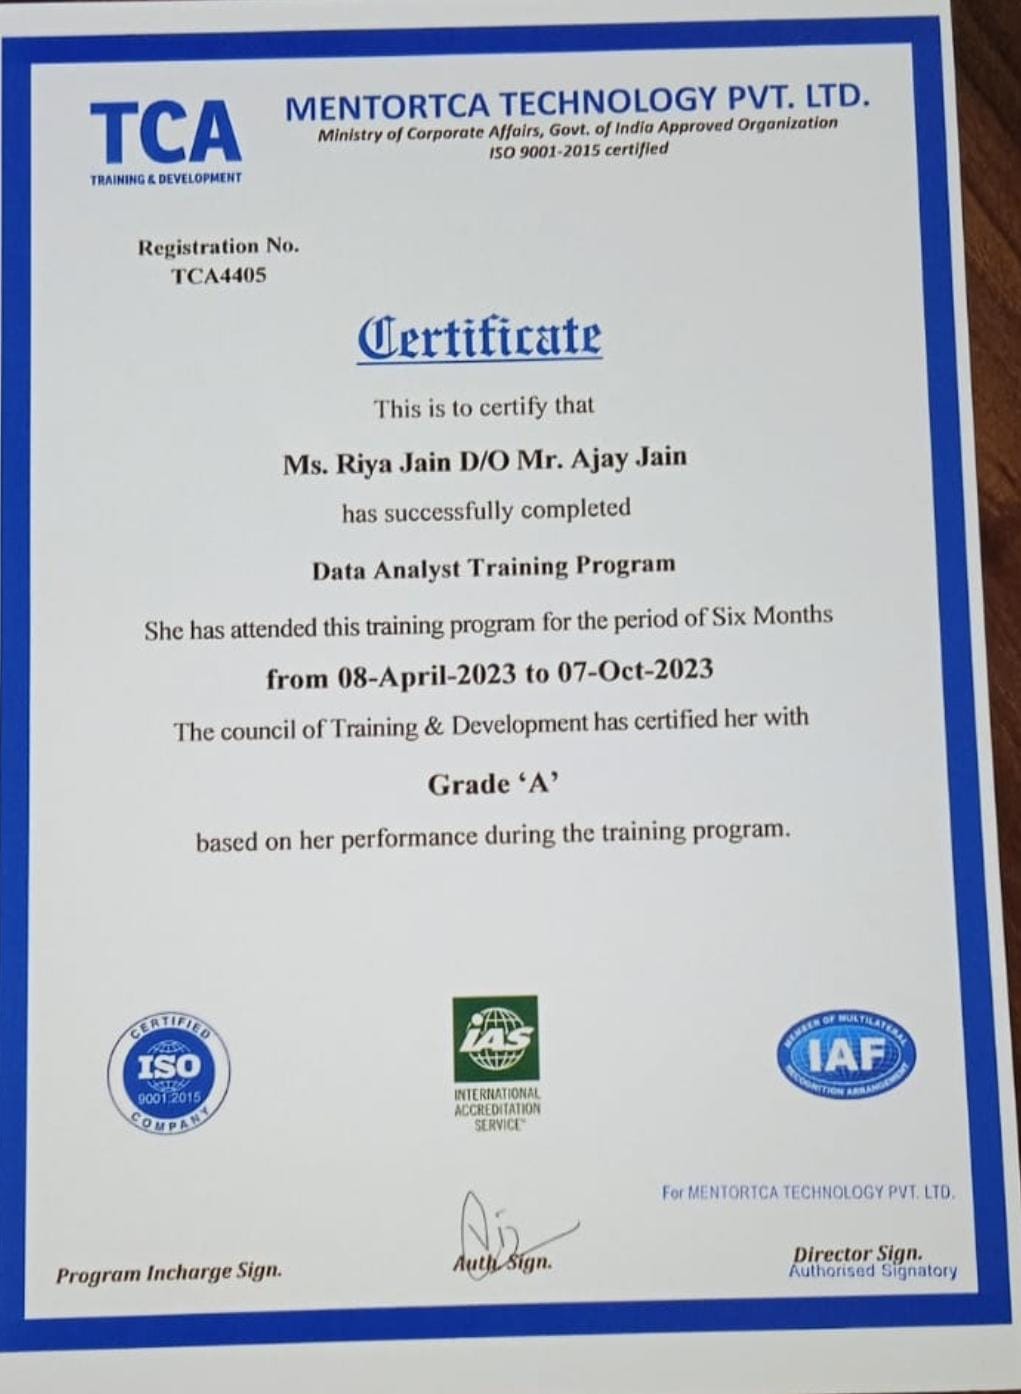 TCA
TRAINING & DEVELOPMENT
MENTORTCA TECHNOLOGY PVT. LTD.
Ministry of Corporate Affairs, Govt. of India Approved Organization
ISO 9001-2015 certified
Registration No.
TCA4405
Certificate
This is to certify that
Ms. Riya Jain D/O Mr. Ajay Jain
has successfully completed
Data Analyst Training Program
She has attended this training program for the period of Six Months
from 08-April-2023 to 07-Oct-2023
The council of Training & Development has certified her with
Grade ‘A’
based on her performance during the training program.
CERTIFIED
ISO
9001:2015
COMPANY
IAS
INTERNATIONAL
ACCREDITATION
SERVICE™
MEMBER OF MULTILATERAL
IAF
RECOGNITION ARRANGEMENT
For MENTORTCA TECHNOLOGY PVT. LTD.
Program Incharge Sign.
Auth. Sign.
Director Sign.
Authorised Signatory